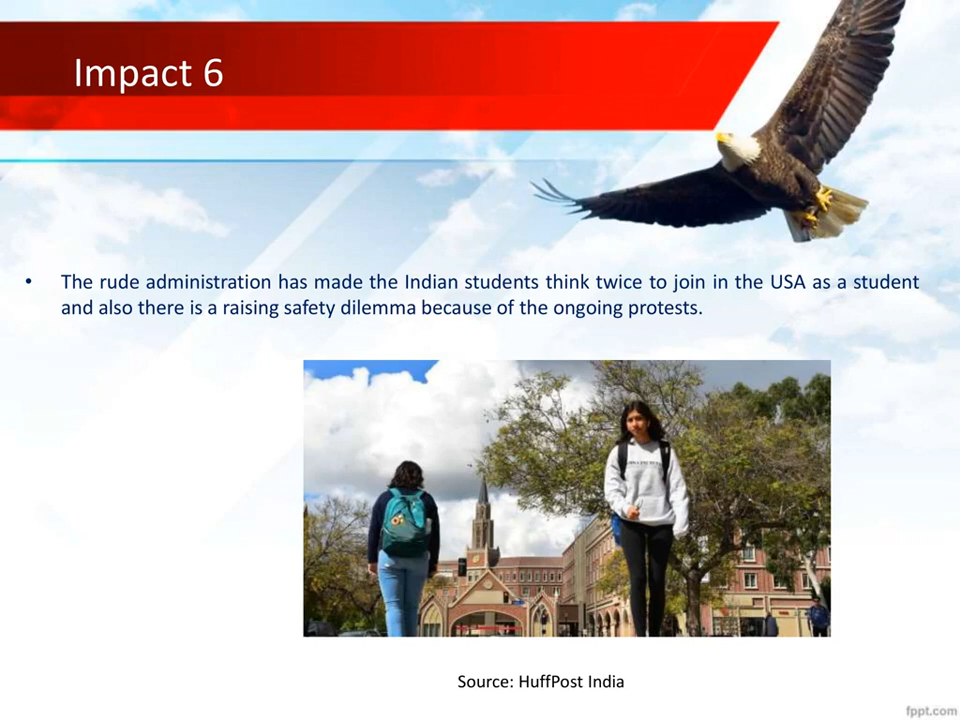 Impact 6
• The rude administration has made the Indian students think twice to join in the USA as a student
and also there is a raising safety dilemma because of the ongoing protests.
Source: HuffPost India
fppt.com